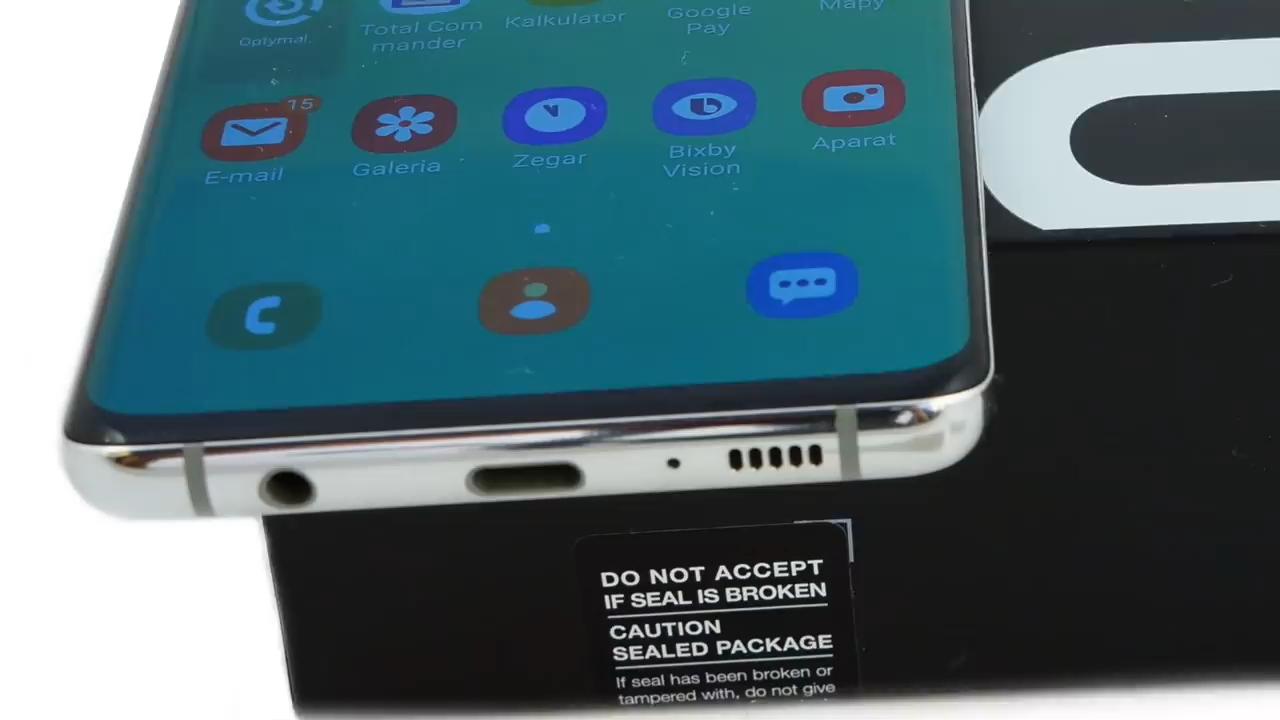 Optymal.
Total Com
mander
Kalkulator
Google
Pay
Mapy
15
E-mail
Galeria
Zegar
Bixby
Vision
Aparat
DO NOT ACCEPT
IF SEAL IS BROKEN
CAUTION
SEALED PACKAGE
If seal has been broken or
tampered with, do not give